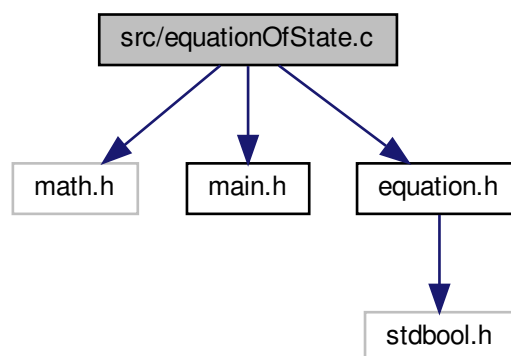 src/equationOfState.c
math.h
main.h
equation.h
stdbool.h